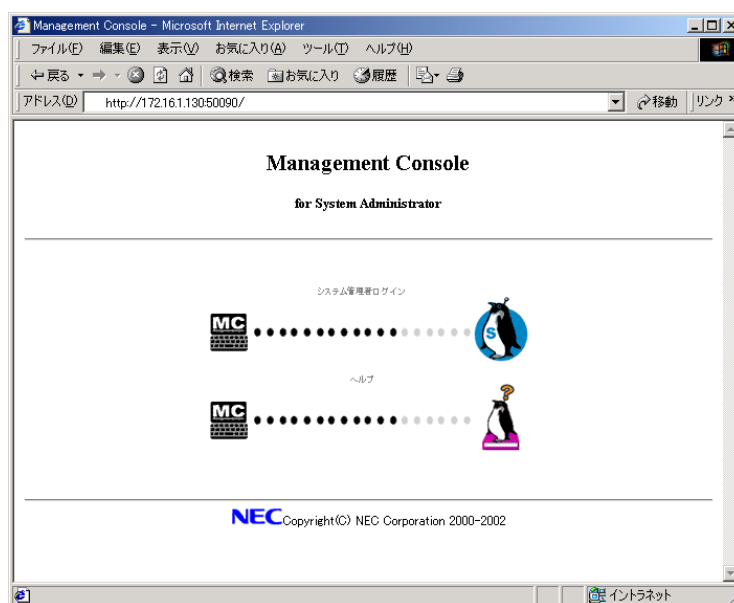 Management Console - Microsoft Internet Explorer
ファイル(F) 編集(E) 表示(V) お気に入り(A) ツール(T) ヘルプ(H)
戻る 検索 お気に入り 履歴
アドレス(D) http://172.16.1.130:50090/ 移動 リンク
Management Console
for System Administrator
システム管理者ログイン
MC S
ヘルプ
MC ?
NEC Copyright(C) NEC Corporation 2000-2002
イントラネット